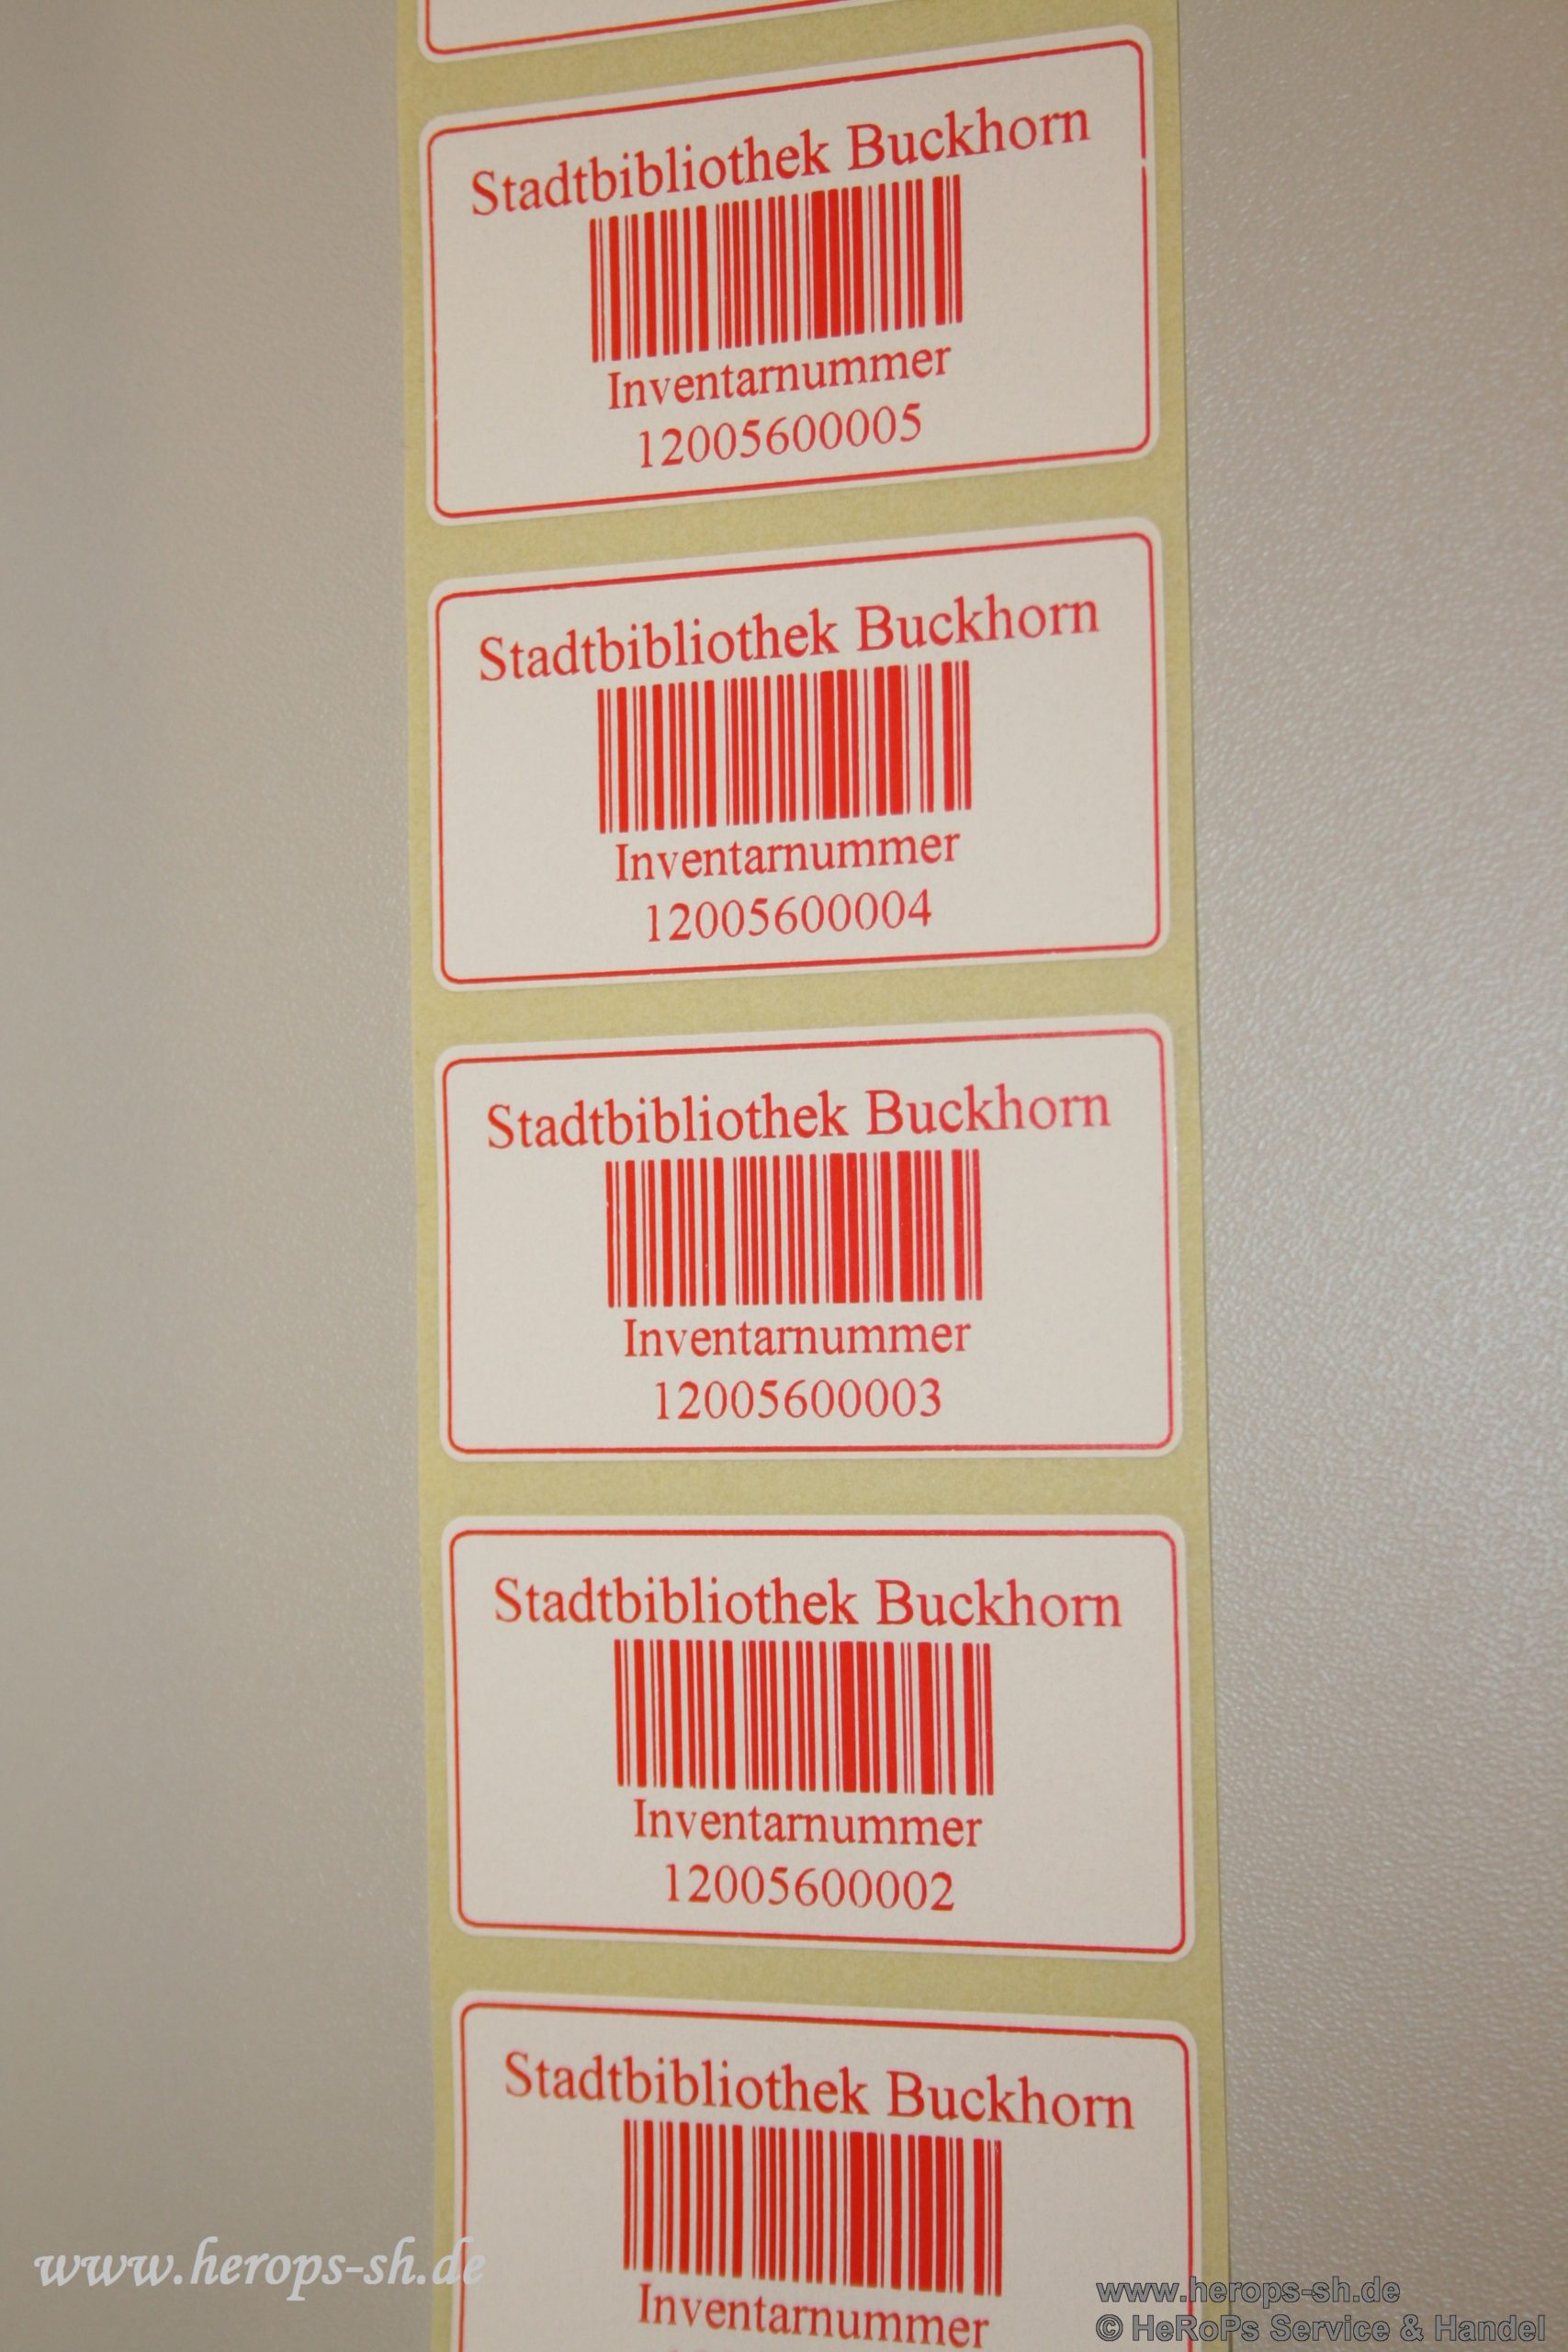 Stadtbibliothek Buckhorn
Inventarnummer
12005600005
Stadtbibliothek Buckhorn
Inventarnummer
12005600004
Stadtbibliothek Buckhorn
Inventarnummer
12005600003
Stadtbibliothek Buckhorn
Inventarnummer
12005600002
Stadtbibliothek Buckhorn
Inventarnummer
www.herops-sh.de
www.herops-sh.de
© HeRoPs Service & Handel